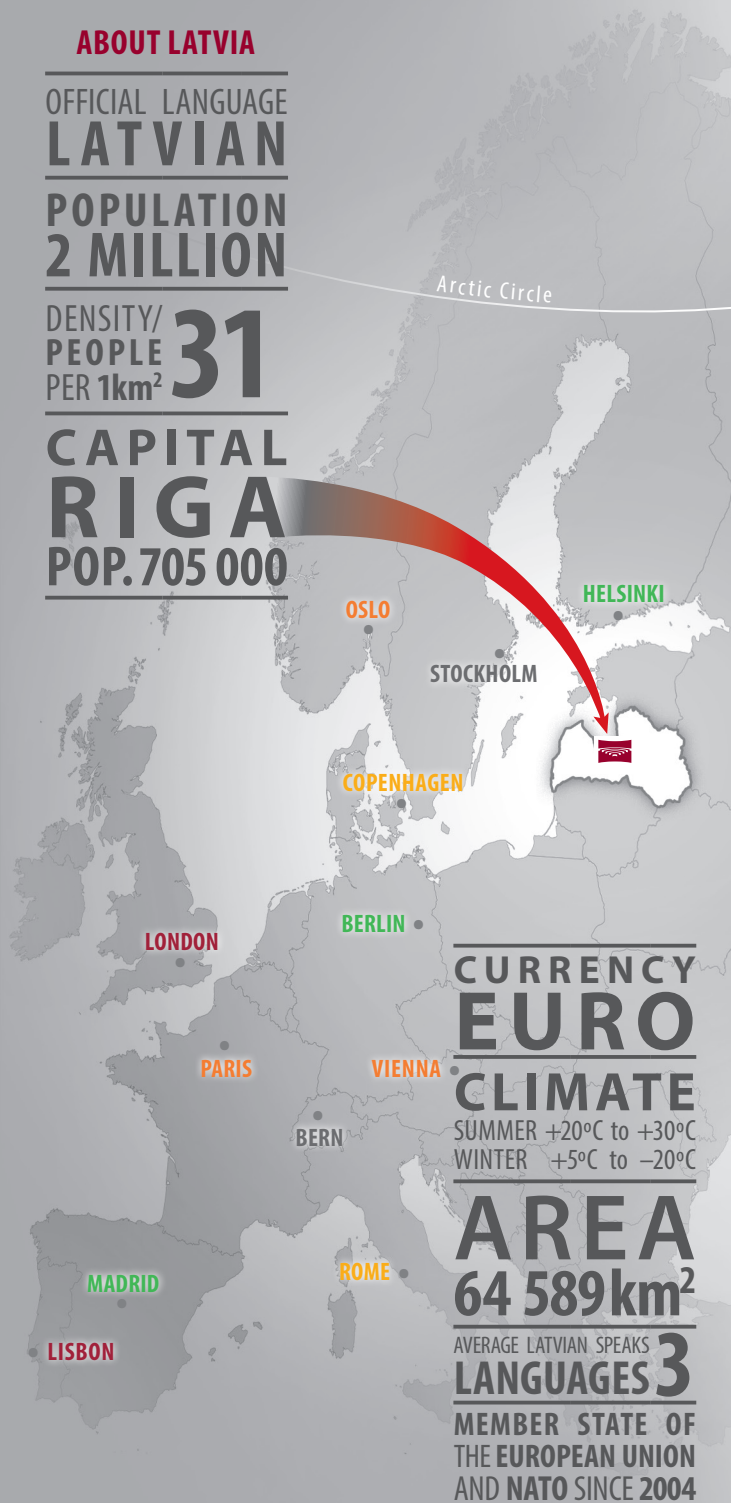 ABOUT LATVIA
OFFICIAL LANGUAGE
LATVIAN
POPULATION
2 MILLION
DENSITY/
PEOPLE
PER 1km²
31
CAPITAL
RIGA
POP. 705 000
Arctic Circle
HELSINKI
OSLO
STOCKHOLM
COPENHAGEN
BERLIN
LONDON
PARIS
VIENNA
BERN
ROME
MADRID
LISBON
CURRENCY
EURO
CLIMATE
SUMMER +20ºC to +30ºC
WINTER +5ºC to –20ºC
AREA
64 589 km²
AVERAGE LATVIAN SPEAKS
LANGUAGES 3
MEMBER STATE OF
THE EUROPEAN UNION
AND NATO SINCE 2004